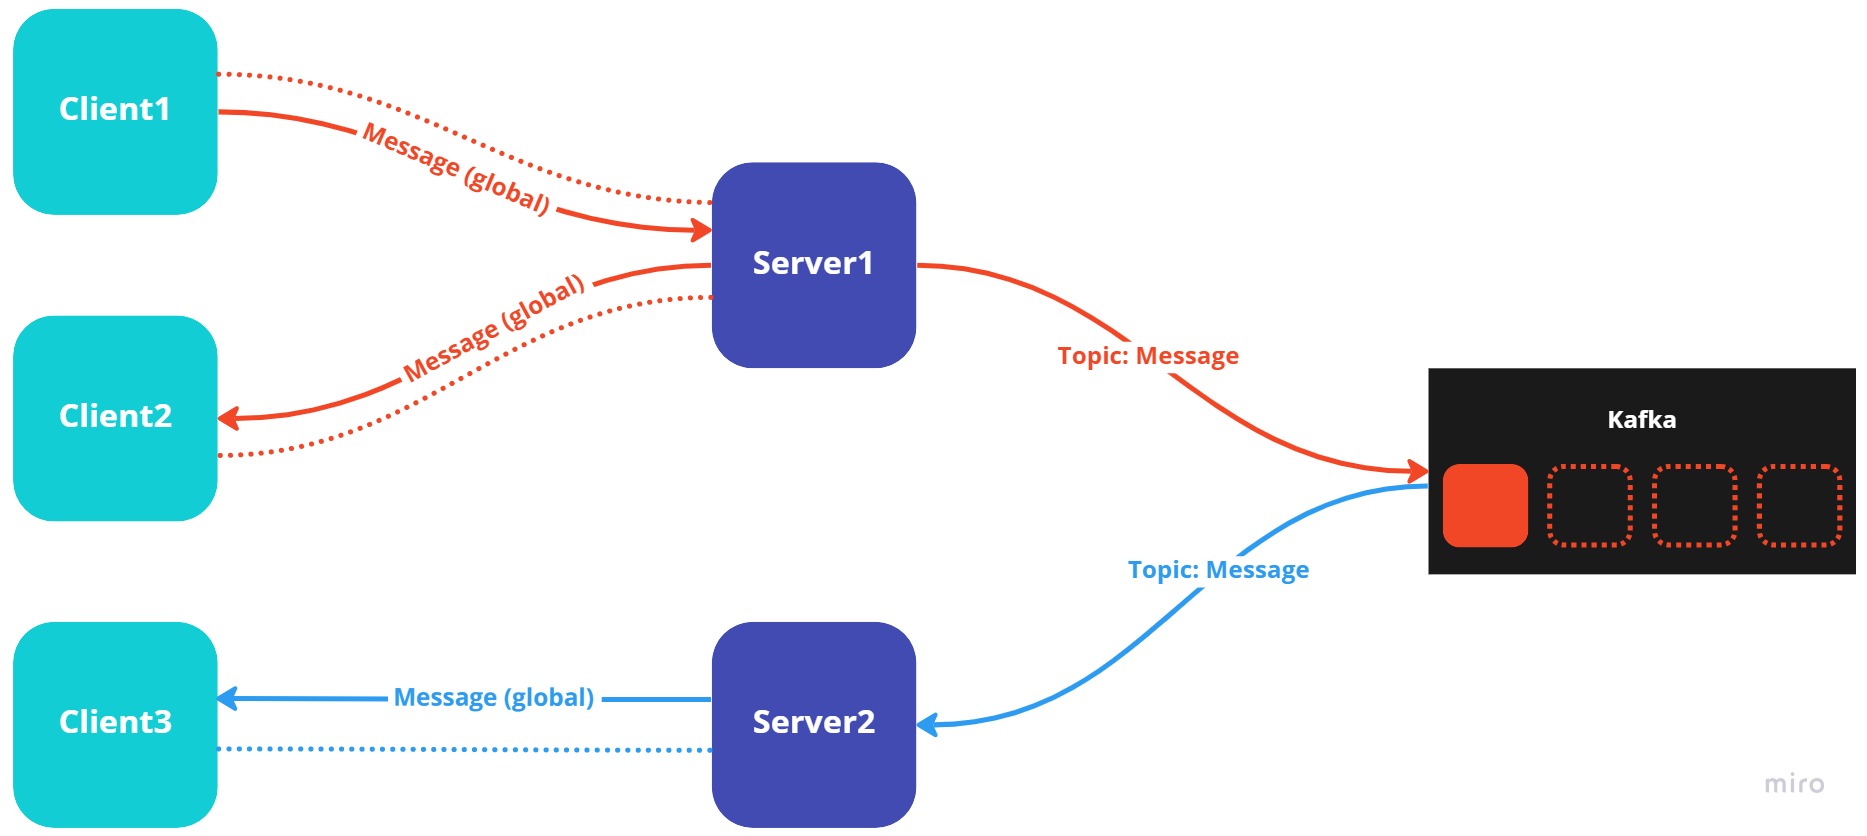 Client1
Message (global)
Server1
Message (global)
Client2
Topic: Message
Kafka
Topic: Message
Client3
Message (global)
Server2
miro